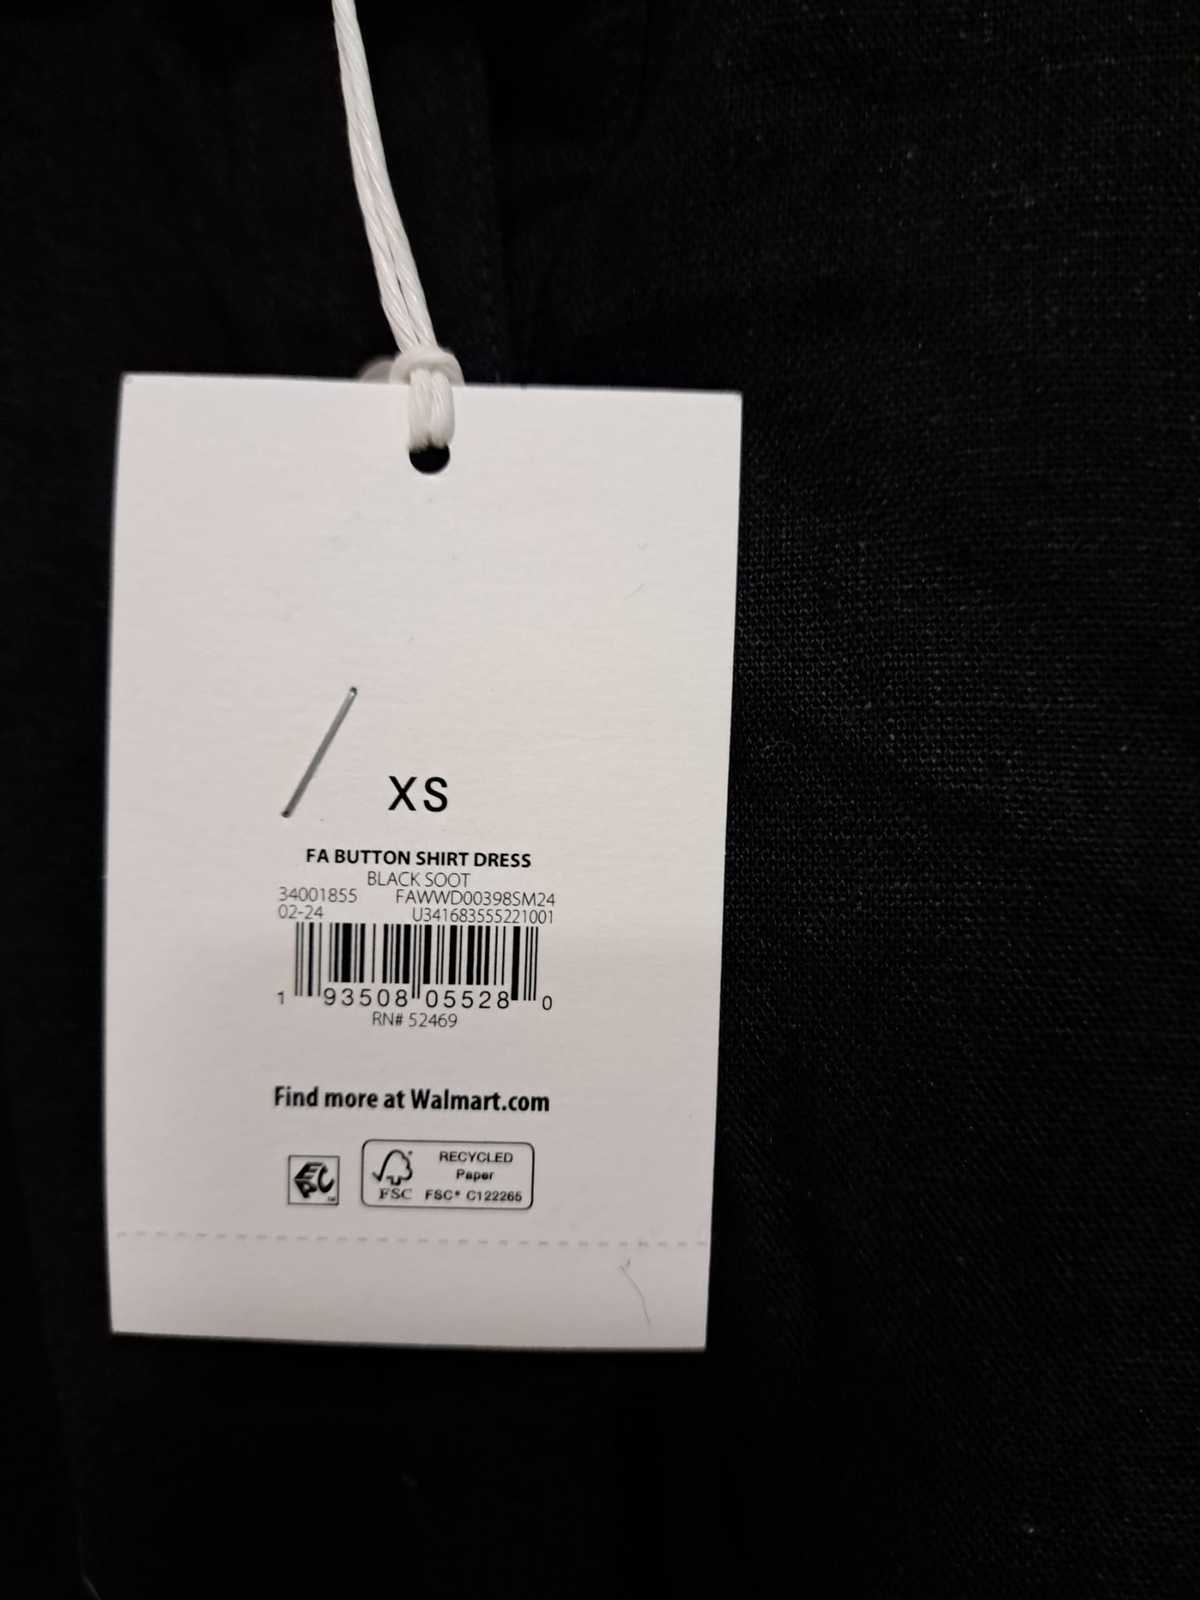 XS
FA BUTTON SHIRT DRESS
BLACK SOOT
34001855 FAWWD00398SM24
02-24 U341683555221001
1 93508 05528 0
RN# 52469
Find more at Walmart.com
EPC
RECYCLED
Paper
FSC FSC® C122265